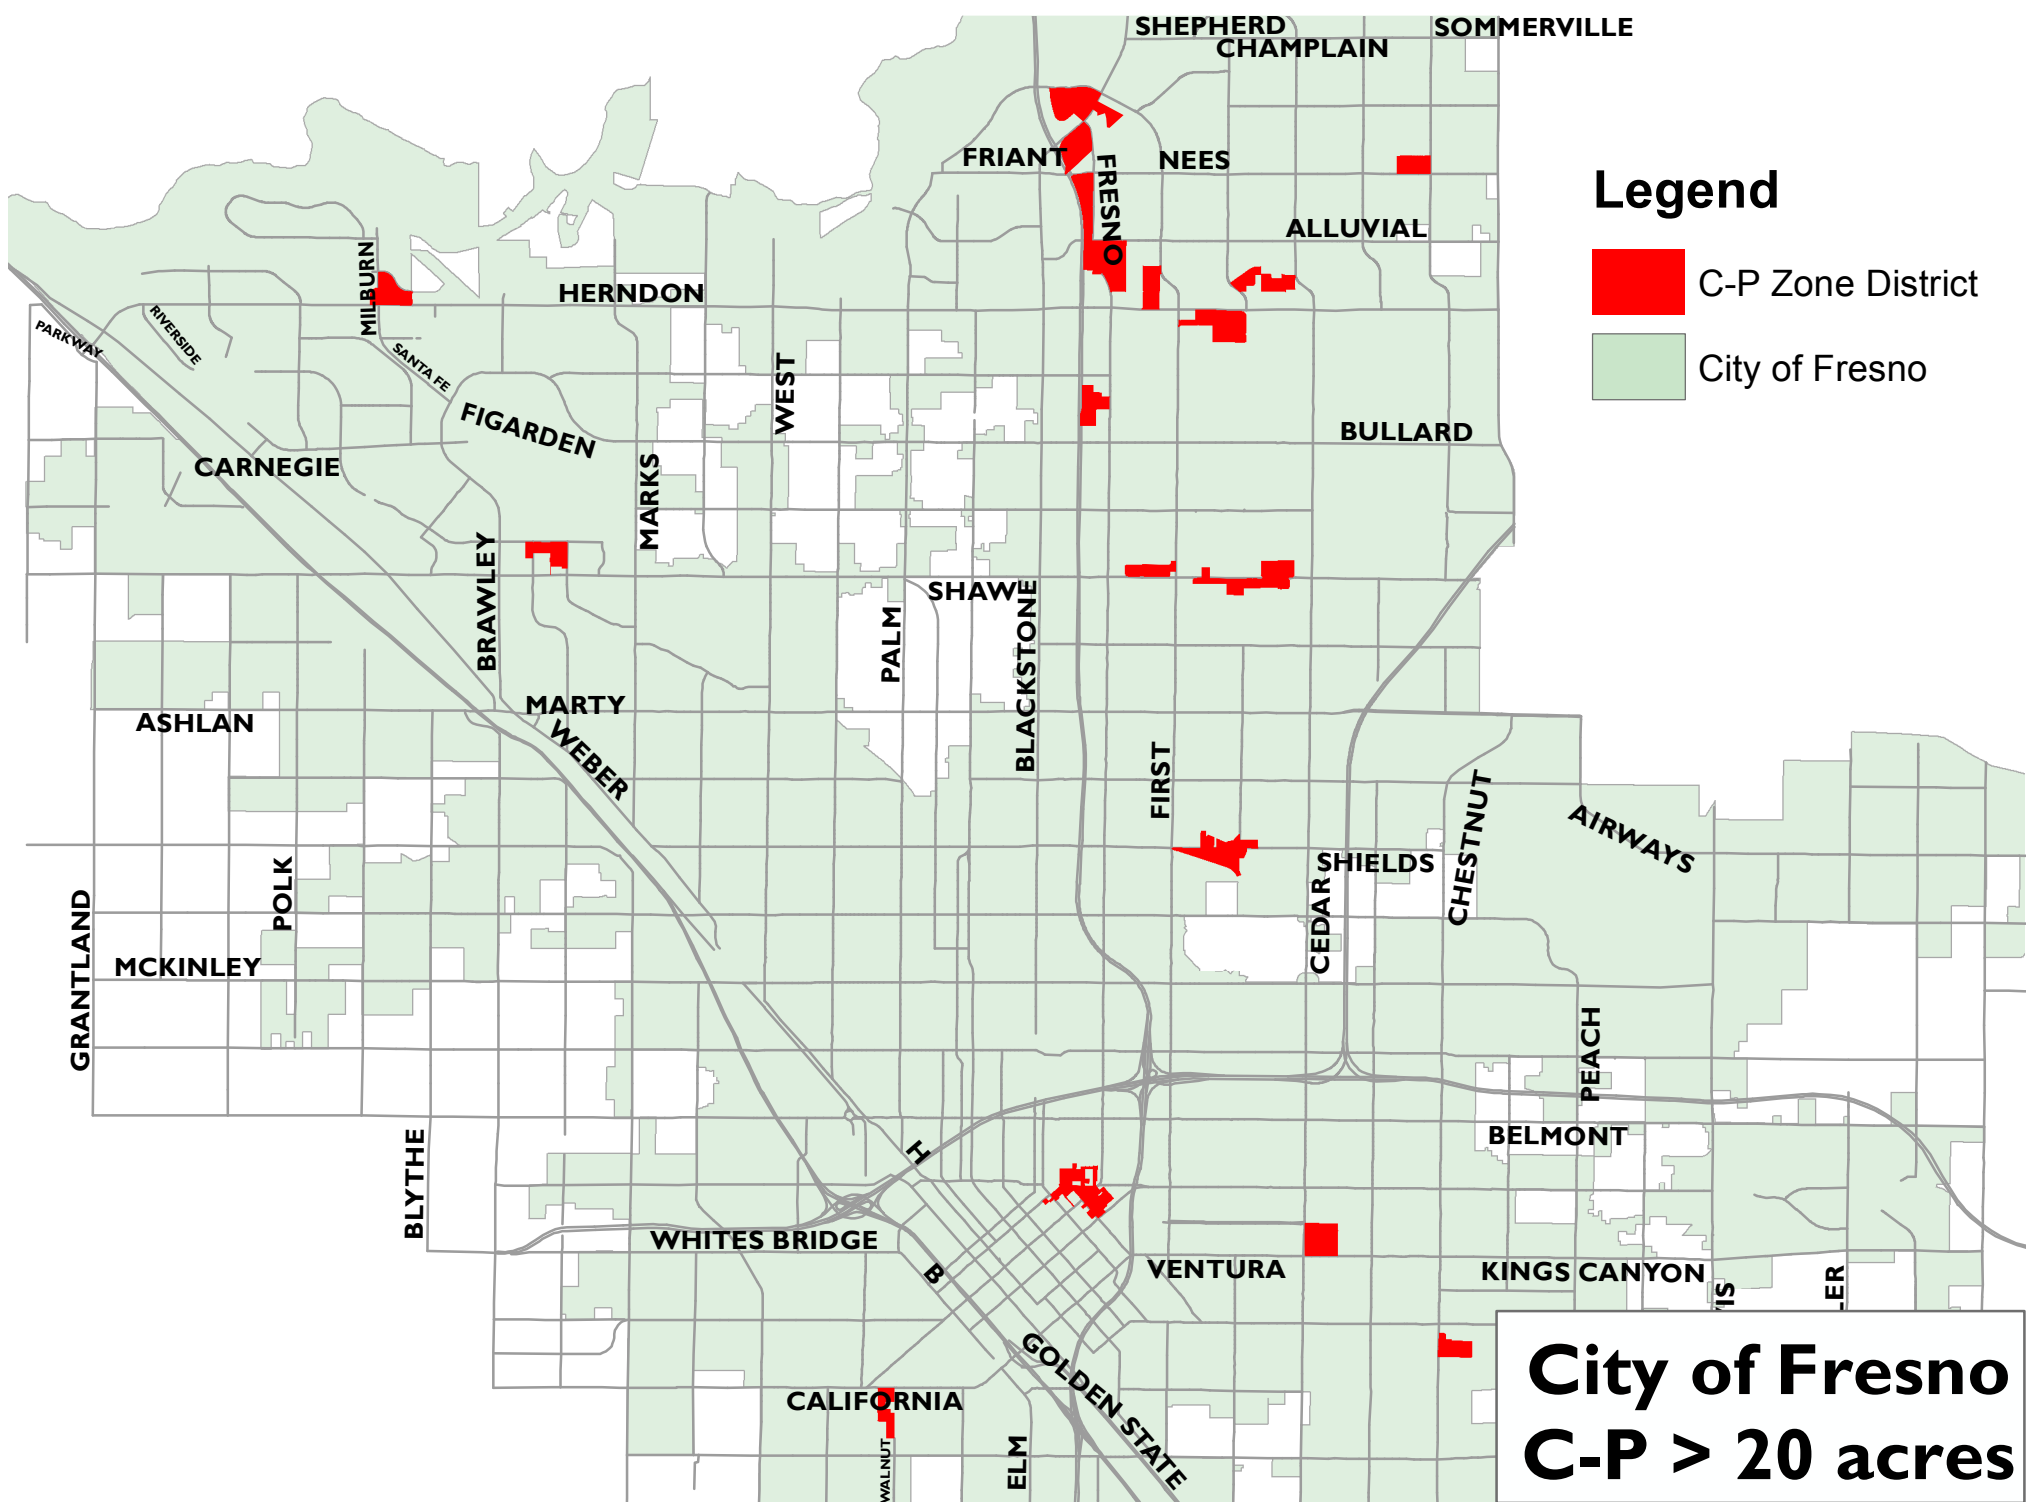 SHEPHERD
SOMMERVILLE
CHAMPLAIN
FRIANT
FRESNO
NEES
Legend
ALLUVIAL
MILBURN
HERNDON
C-P Zone District
PARKWAY
RIVERSIDE
SANTA FE
City of Fresno
WEST
FIGARDEN
BULLARD
CARNEGIE
MARKS
BRAWLEY
SHAW
PALM
BLACKSTONE
MARTY
ASHLAN
WEBER
FIRST
CHESTNUT
AIRWAYS
SHIELDS
POLK
CEDAR
GRANTLAND
MCKINLEY
PEACH
BELMONT
BLYTHE
H
WHITES BRIDGE
B
VENTURA
KINGS CANYON
IS
LER
GOLDEN STATE
CALIFORNIA
WALNUT
ELM
City of Fresno
C-P > 20 acres